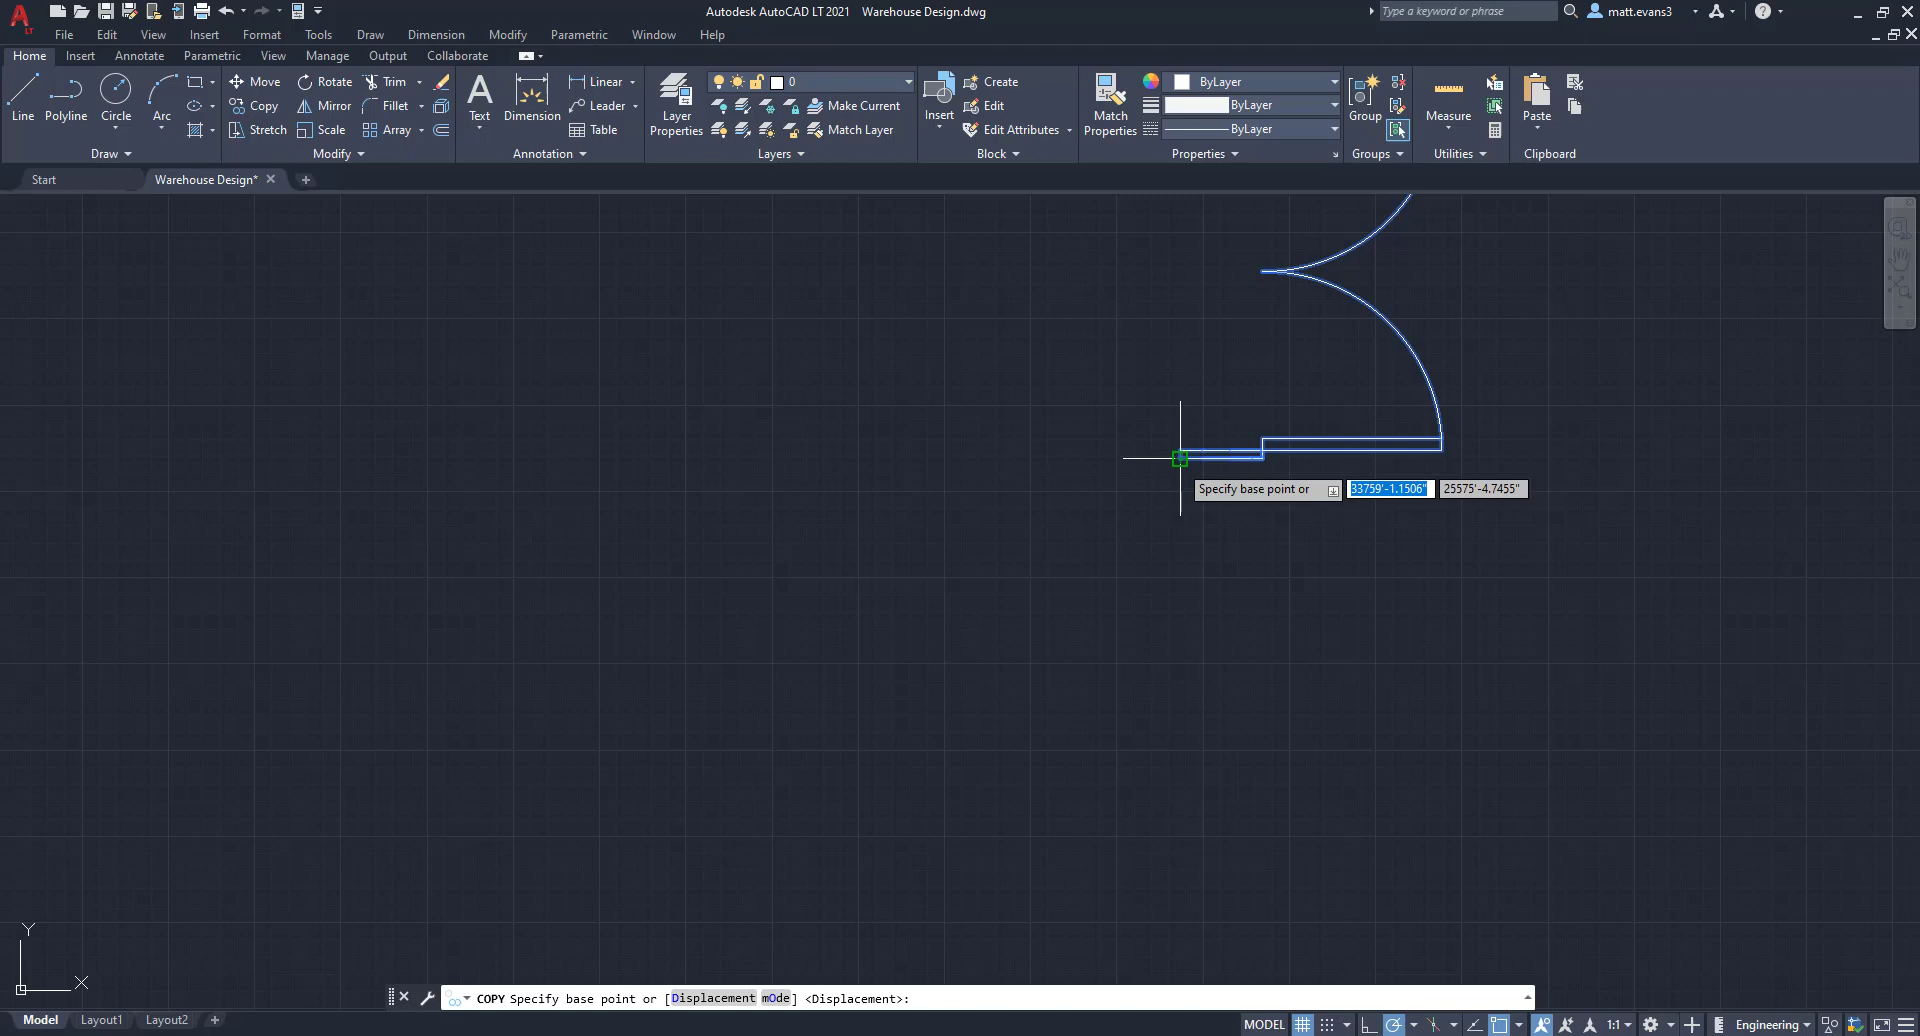 Autodesk AutoCAD LT 2021 Warehouse Design.dwg
Type a keyword or phrase
matt.evans3
File Edit View Insert Format Tools Draw Dimension Modify Parametric Window Help
Home Insert Annotate Parametric View Manage Output Collaborate
Line Polyline Circle Arc
Move Rotate Trim
Copy Mirror Fillet
Stretch Scale Array
Text Dimension
Linear
Leader
Table
Layer Properties
0
Make Current
Match Layer
Insert
Create
Edit
Edit Attributes
Match Properties
ByLayer
ByLayer
ByLayer
Group
Measure
Paste
Draw Modify Annotation Layers Block Properties Groups Utilities Clipboard
Start Warehouse Design*
Specify base point or 33759'-1.1506" 25575'-4.7455"
Y
X
COPY Specify base point or [Displacement mOde] <Displacement>:
Model Layout1 Layout2
MODEL 1:1 Engineering